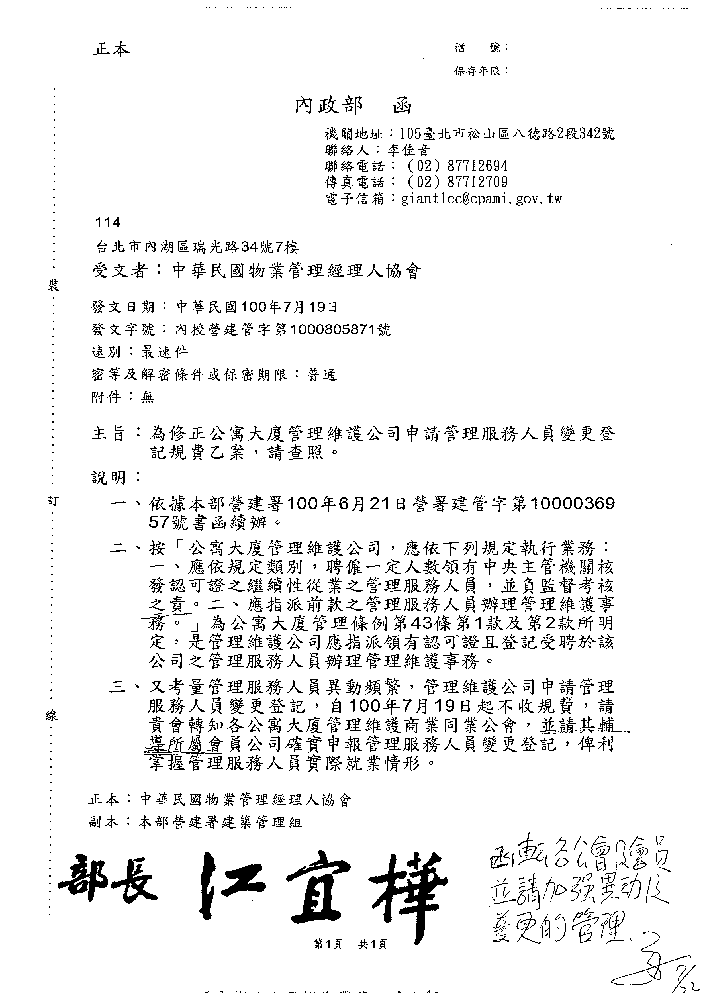 正本
檔　　號：
保存年限：
內政部　函
機關地址：105臺北市松山區八德路2段342號
聯絡人：李佳音
聯絡電話：（02）87712694
傳真電話：（02）87712709
電子信箱：giantlee@cpami.gov.tw
114
台北市內湖區瑞光路34號7樓
受文者：中華民國物業管理經理人協會
發文日期：中華民國100年7月19日
發文字號：內授營建管字第1000805871號
速別：最速件
密等及解密條件或保密期限：普通
附件：無
主旨：為修正公寓大廈管理維護公司申請管理服務人員變更登
記規費乙案，請查照。
說明：
一、依據本部營建署100年6月21日營署建管字第10000369
57號書函續辦。
二、按「公寓大廈管理維護公司，應依下列規定執行業務：
一、應依規定類別，聘僱一定人數領有中央主管機關核
發認可證之繼續性從業之管理服務人員，並負監督考核
之責。二、應指派前款之管理服務人員辦理管理維護事
務。」為公寓大廈管理條例第43條第1款及第2款所明
定，是管理維護公司應指派領有認可證且登記受聘於該
公司之管理服務人員辦理管理維護事務。
三、又考量管理服務人員異動頻繁，管理維護公司申請管理
服務人員變更登記，自100年7月19日起不收規費，請
貴會轉知各公寓大廈管理維護商業同業公會，並請其輔
導所屬會員公司確實申報管理服務人員變更登記，俾利
掌握管理服務人員實際就業情形。
正本：中華民國物業管理經理人協會
副本：本部營建署建築管理組
部長 江宜樺
函轉各公會及會員
並請加强異动及
變更的管理.
第1頁　共1頁
裝
訂
線